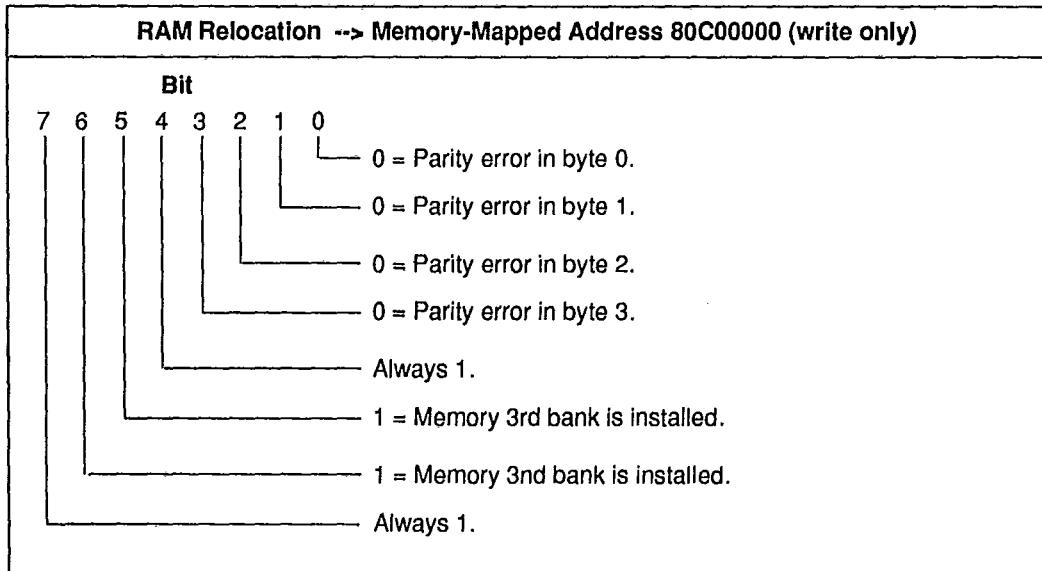 RAM Relocation --> Memory-Mapped Address 80C00000 (write only)
Bit
7 6 5 4 3 2 1 0
0 = Parity error in byte 0.
0 = Parity error in byte 1.
0 = Parity error in byte 2.
0 = Parity error in byte 3.
Always 1.
1 = Memory 3rd bank is installed.
1 = Memory 3nd bank is installed.
Always 1.